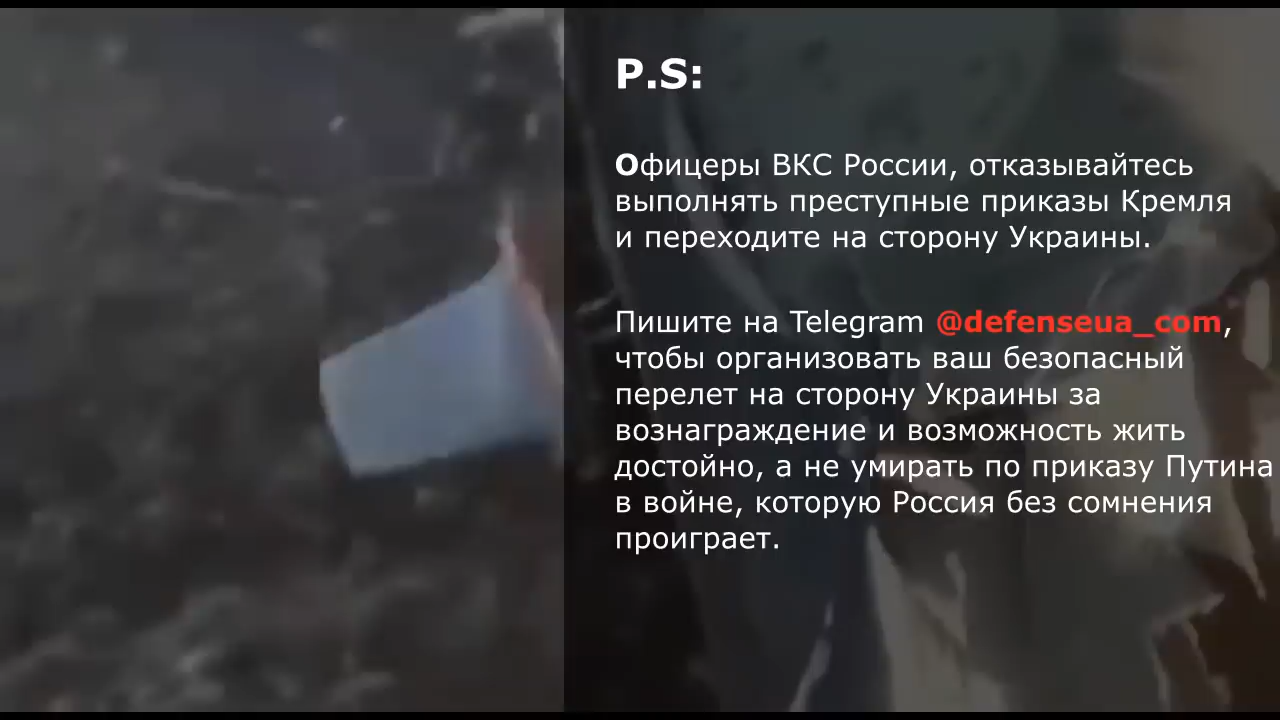 P.S:
Офицеры ВКС России, отказывайтесь
выполнять преступные приказы Кремля
и переходите на сторону Украины.
Пишите на Telegram @defenseua_com,
чтобы организовать ваш безопасный
перелет на сторону Украины за
вознаграждение и возможность жить
достойно, а не умирать по приказу Путина
в войне, которую Россия без сомнения
проиграет.